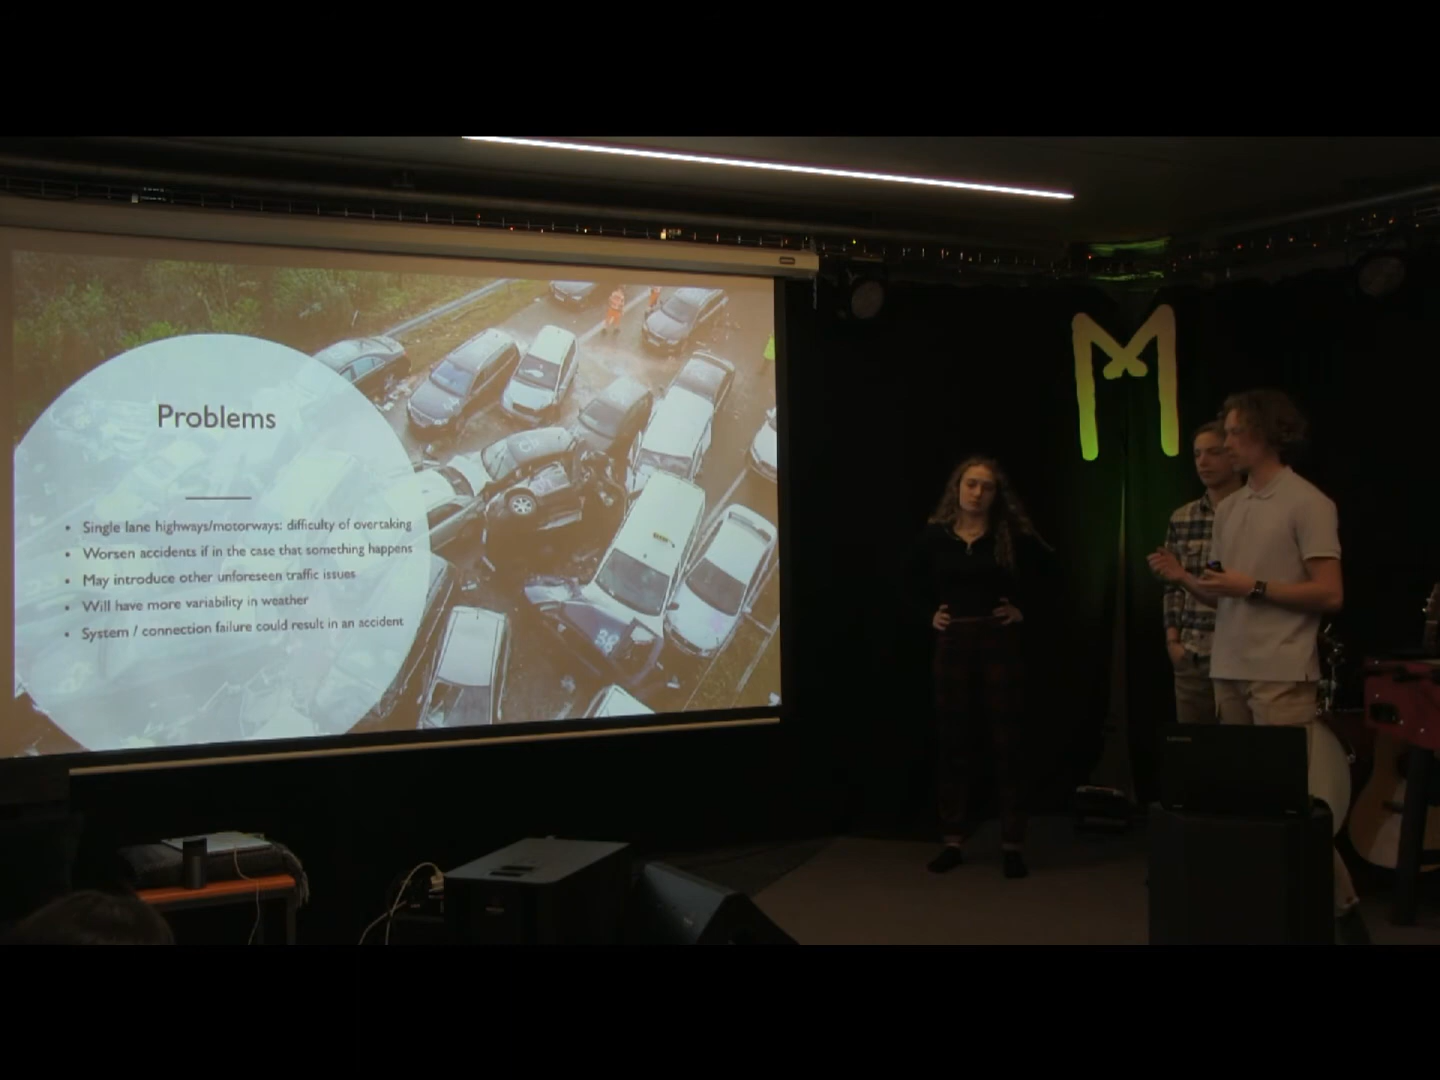 Problems
• Single lane highways/motorways: difficulty of overtaking
• Worsen accidents if in the case that something happens
• May introduce other unforeseen traffic issues
• Will have more variability in weather
• System / connection failure could result in an accident
M